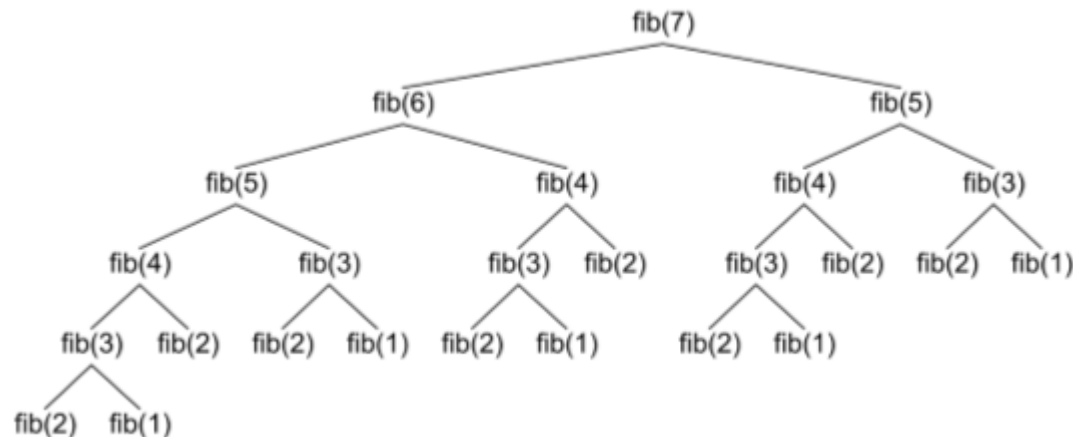 fib(7)
fib(6) fib(5)
fib(5) fib(4) fib(4) fib(3)
fib(4) fib(3) fib(3) fib(2) fib(3) fib(2) fib(2) fib(1)
fib(3) fib(2) fib(2) fib(1) fib(2) fib(1) fib(2) fib(1)
fib(2) fib(1)